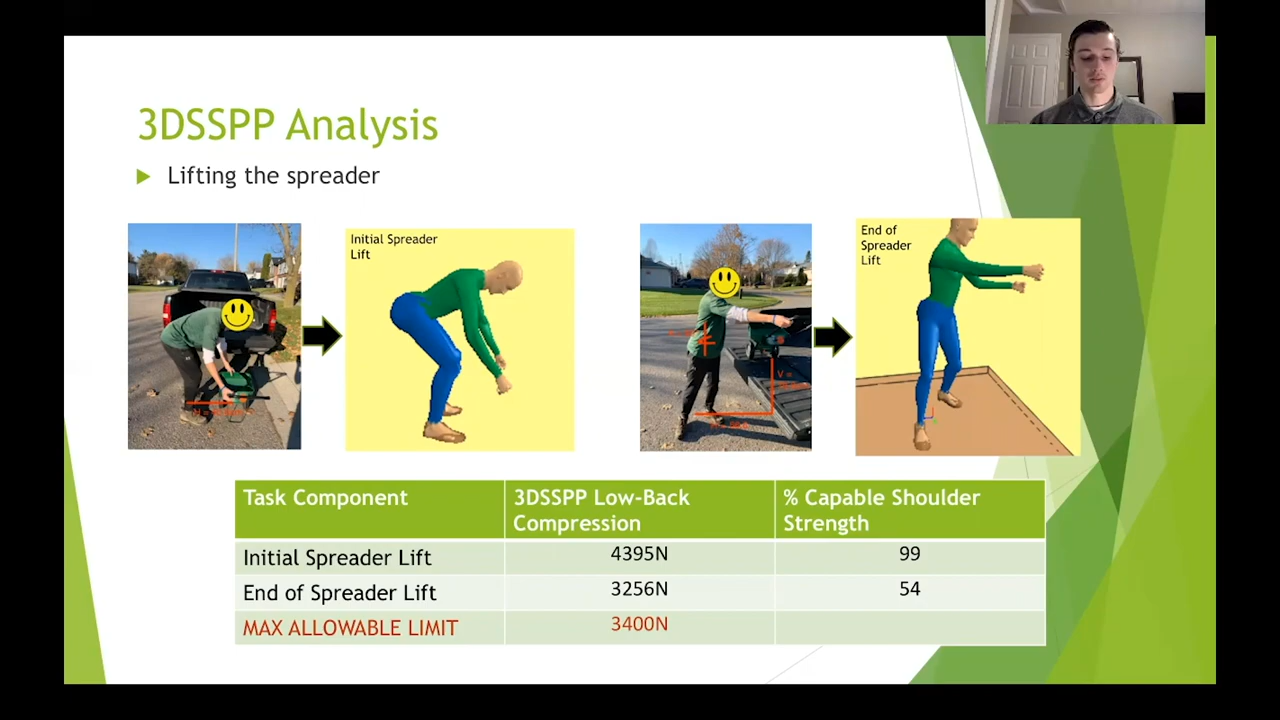 3DSSPP Analysis
Lifting the spreader
Initial Spreader
Lift
End of
Spreader
Lift
V =
Task Component
3DSSPP Low-Back
Compression
% Capable Shoulder
Strength
Initial Spreader Lift
4395N
99
End of Spreader Lift
3256N
54
MAX ALLOWABLE LIMIT
3400N